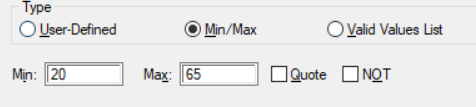 Type
User-Defined Min/Max Valid Values List
Min: 20 Max: 65 Quote NOT